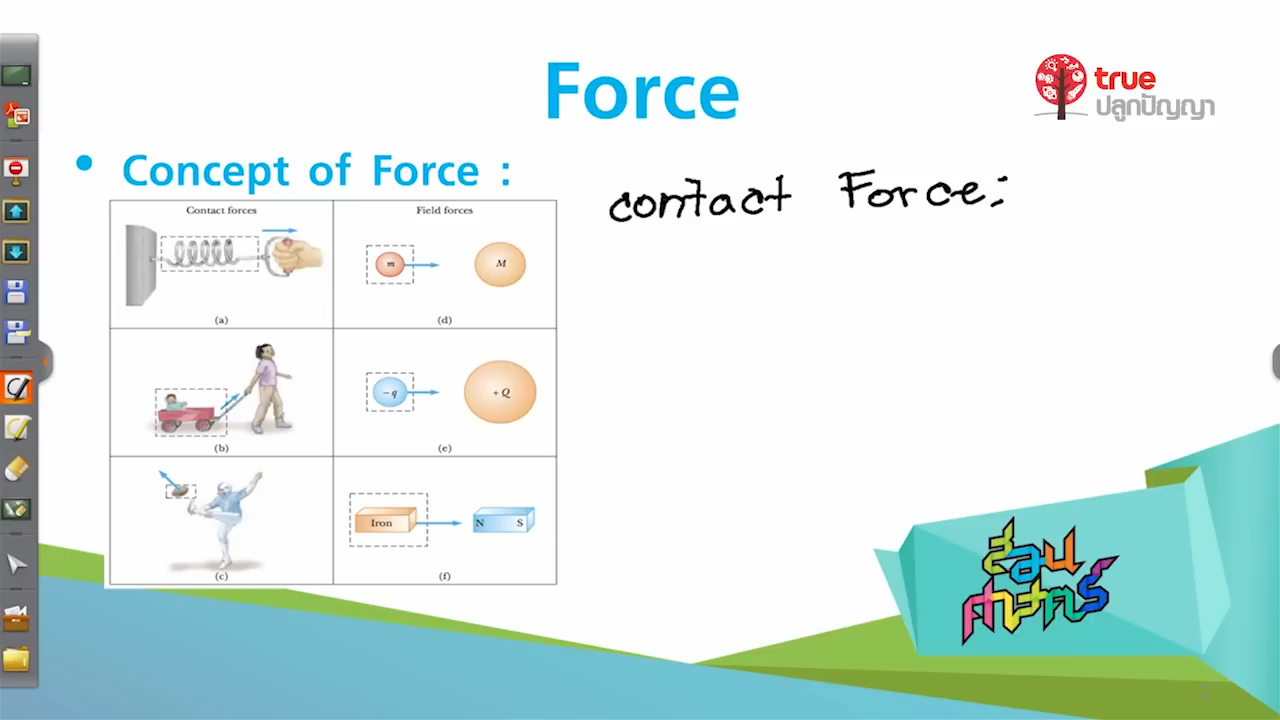 Force
true
ปลูกปัญญา
• Concept of Force :
contact Force:
Contact forces
Field forces
m
M
(a)
(d)
−q
+Q
(b)
(e)
Iron
N S
(c)
(f)
สอน
ศาสตร์